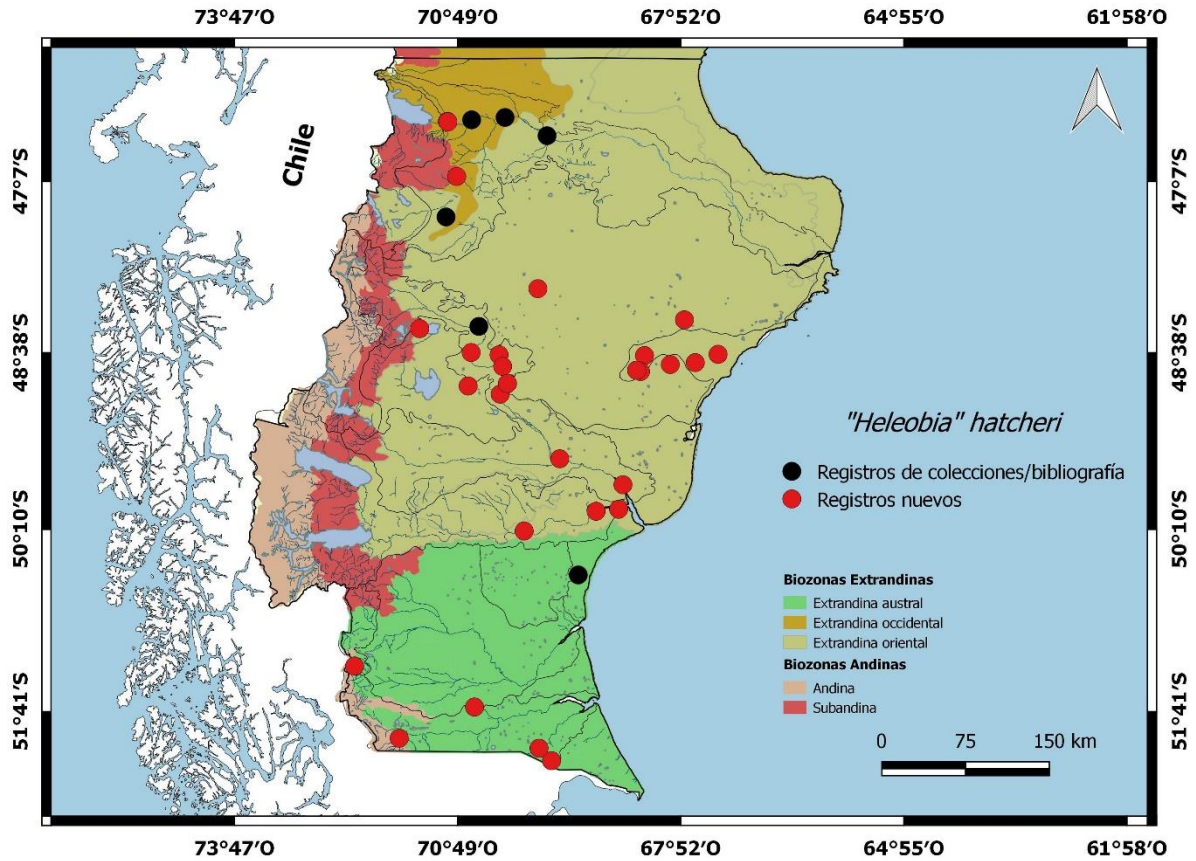 73°47'O 70°49'O 67°52'O 64°55'O 61°58'O
Chile
47°7'S 47°7'S
48°38'S 48°38'S
"Heleobia" hatcheri
Registros de colecciones/bibliografía
Registros nuevos
50°10'S 50°10'S
Biozonas Extrandinas
Extrandina austral
Extrandina occidental
Extrandina oriental
Biozonas Andinas
Andina
Subandina
51°41'S 51°41'S
0 75 150 km
73°47'O 70°49'O 67°52'O 64°55'O 61°58'O